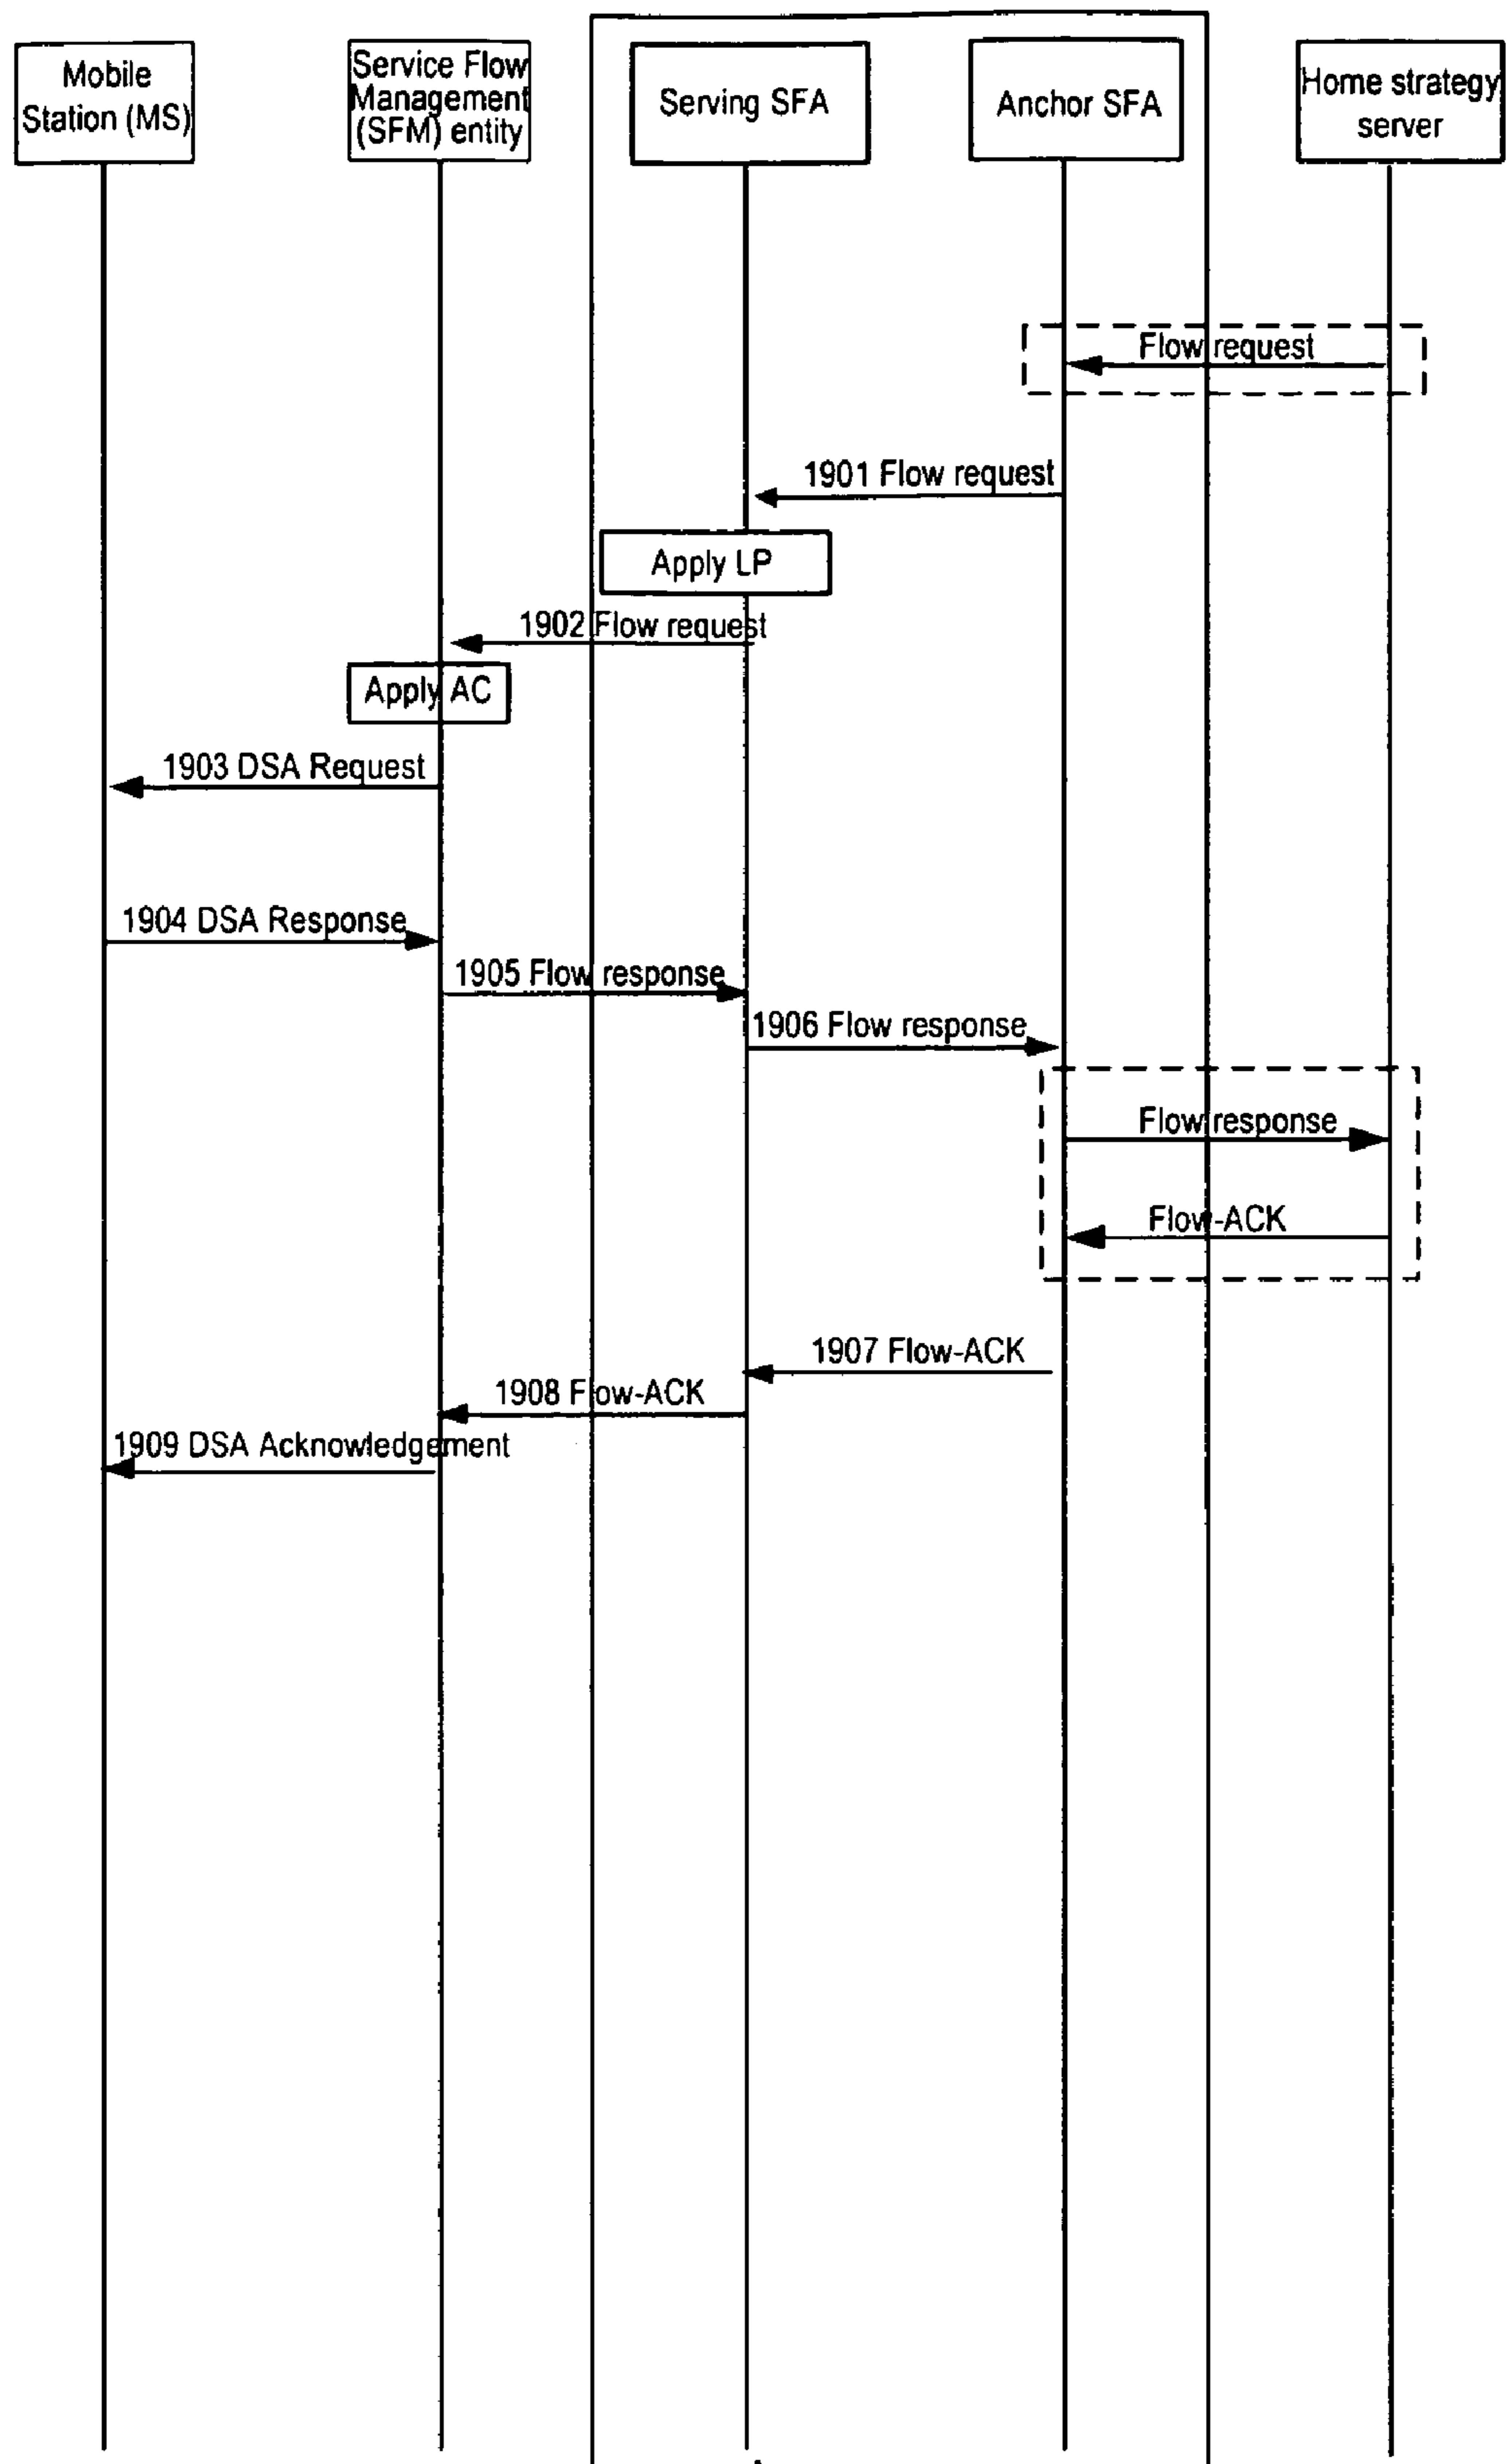 Mobile
Station (MS)
Service Flow
Management
(SFM) entity
Serving SFA
Anchor SFA
Home strategy
server
Flow request
1901 Flow request
Apply LP
1902 Flow request
Apply AC
1903 DSA Request
1904 DSA Response
1905 Flow response
1906 Flow response
Flow response
Flow-ACK
1907 Flow-ACK
1908 Flow-ACK
1909 DSA Acknowledgement